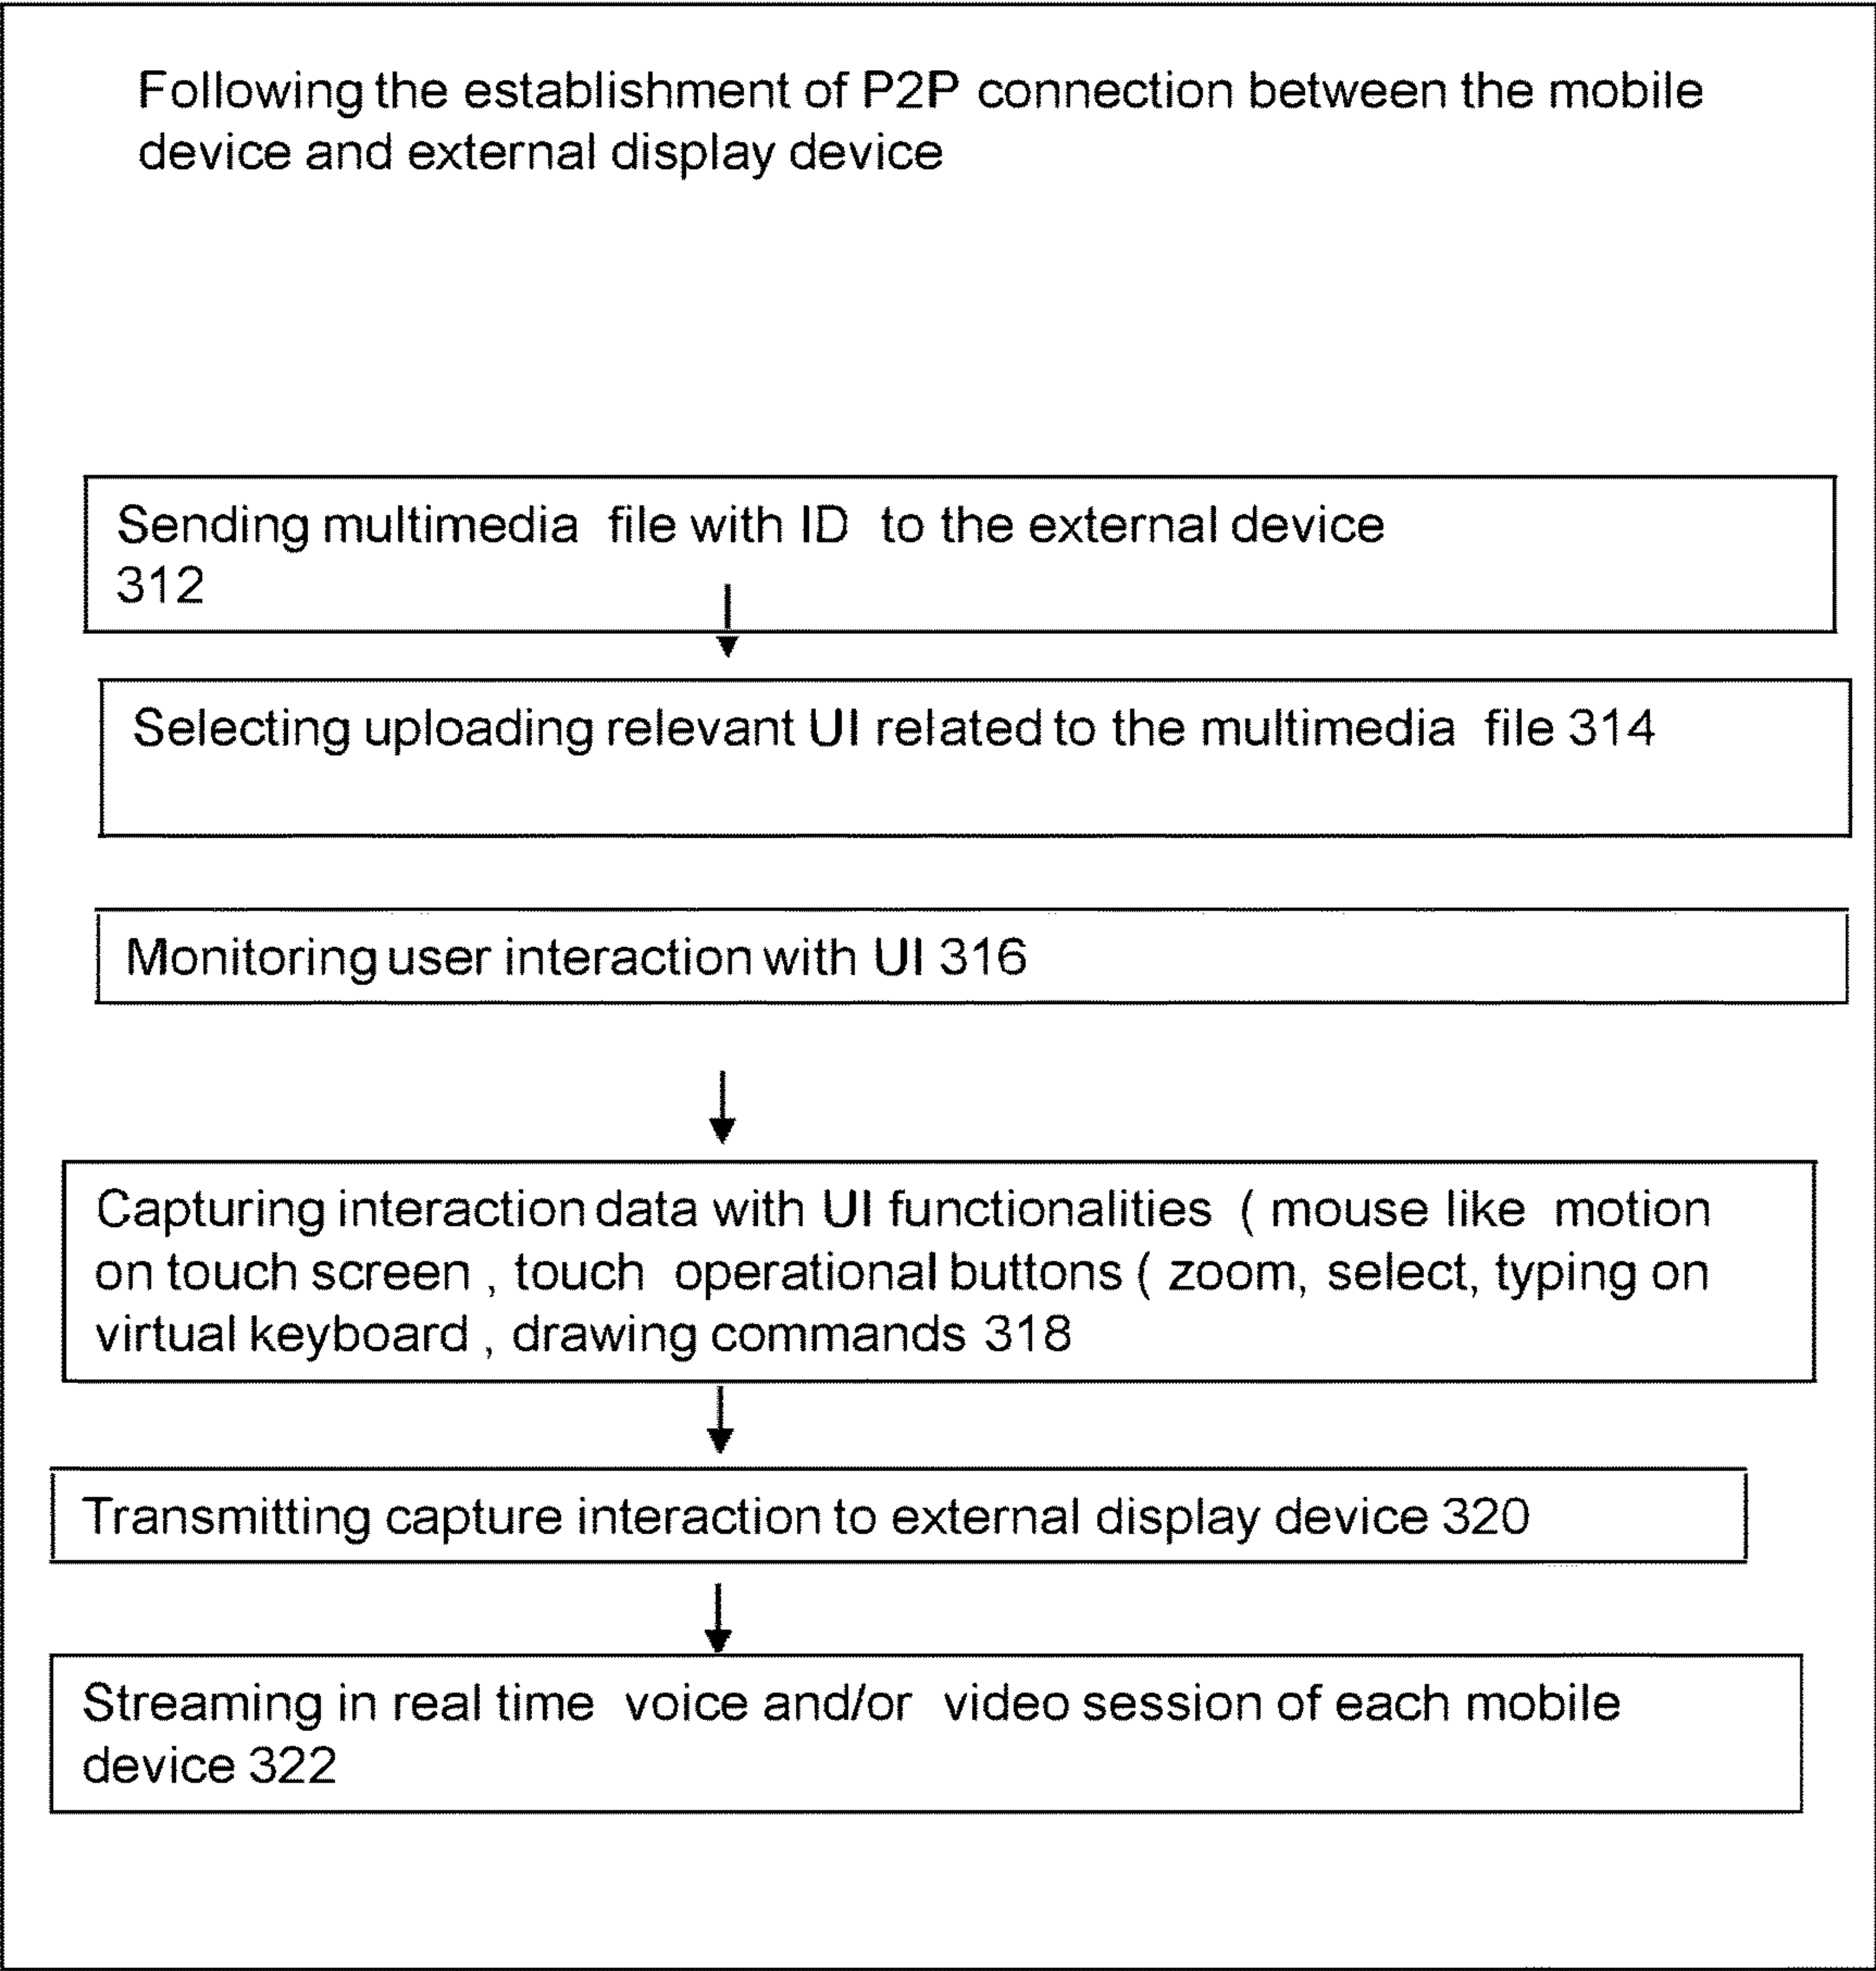 Following the establishment of P2P connection between the mobile
device and external display device
Sending multimedia file with ID to the external device
312
Selecting uploading relevant UI related to the multimedia file 314
Monitoring user interaction with UI 316
Capturing interaction data with UI functionalities ( mouse like motion
on touch screen , touch operational buttons ( zoom, select, typing on
virtual keyboard , drawing commands 318
Transmitting capture interaction to external display device 320
Streaming in real time voice and/or video session of each mobile
device 322